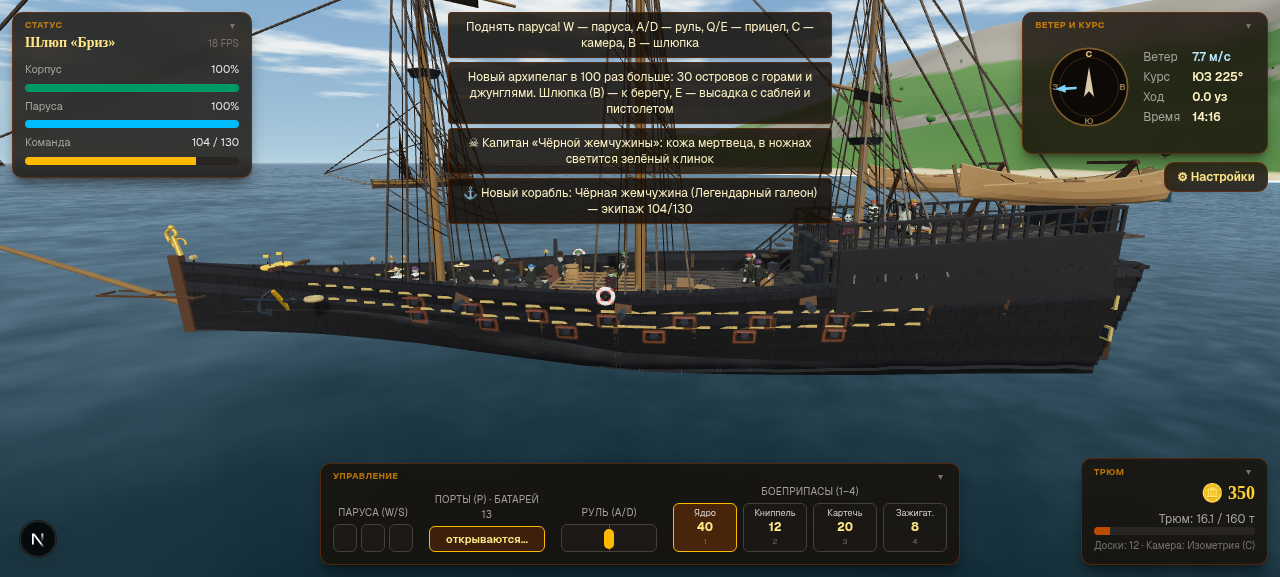 СТАТУС
Шлюп «Бриз» 18 FPS
Корпус 100%
Паруса 100%
Команда 104 / 130
Поднять паруса! W — паруса, A/D — руль, Q/E — прицел, C —
камера, B — шлюпка
Новый архипелаг в 100 раз больше: 30 островов с горами и
джунглями. Шлюпка (B) — к берегу, E — высадка с саблей и
пистолетом
☠ Капитан «Чёрной жемчужины»: кожа мертвеца, в ножнах
светится зелёный клинок
⚓ Новый корабль: Чёрная жемчужина (Легендарный галеон)
— экипаж 104/130
ВЕТЕР И КУРС
С
З
В
Ю
Ветер 7.7 м/с
Курс ЮЗ 225°
Ход 0.0 уз
Время 14:16
⚙ Настройки
УПРАВЛЕНИЕ
ПАРУСА (W/S)
ПОРТЫ (P) · БАТАРЕЙ
13
открываются...
РУЛЬ (A/D)
БОЕПРИПАСЫ (1–4)
Ядро
40
1
Книппель
12
2
Картечь
20
3
Зажигат.
8
4
ТРЮМ
350
Трюм: 16.1 / 160 т
Доски: 12 · Камера: Изометрия (C)
N